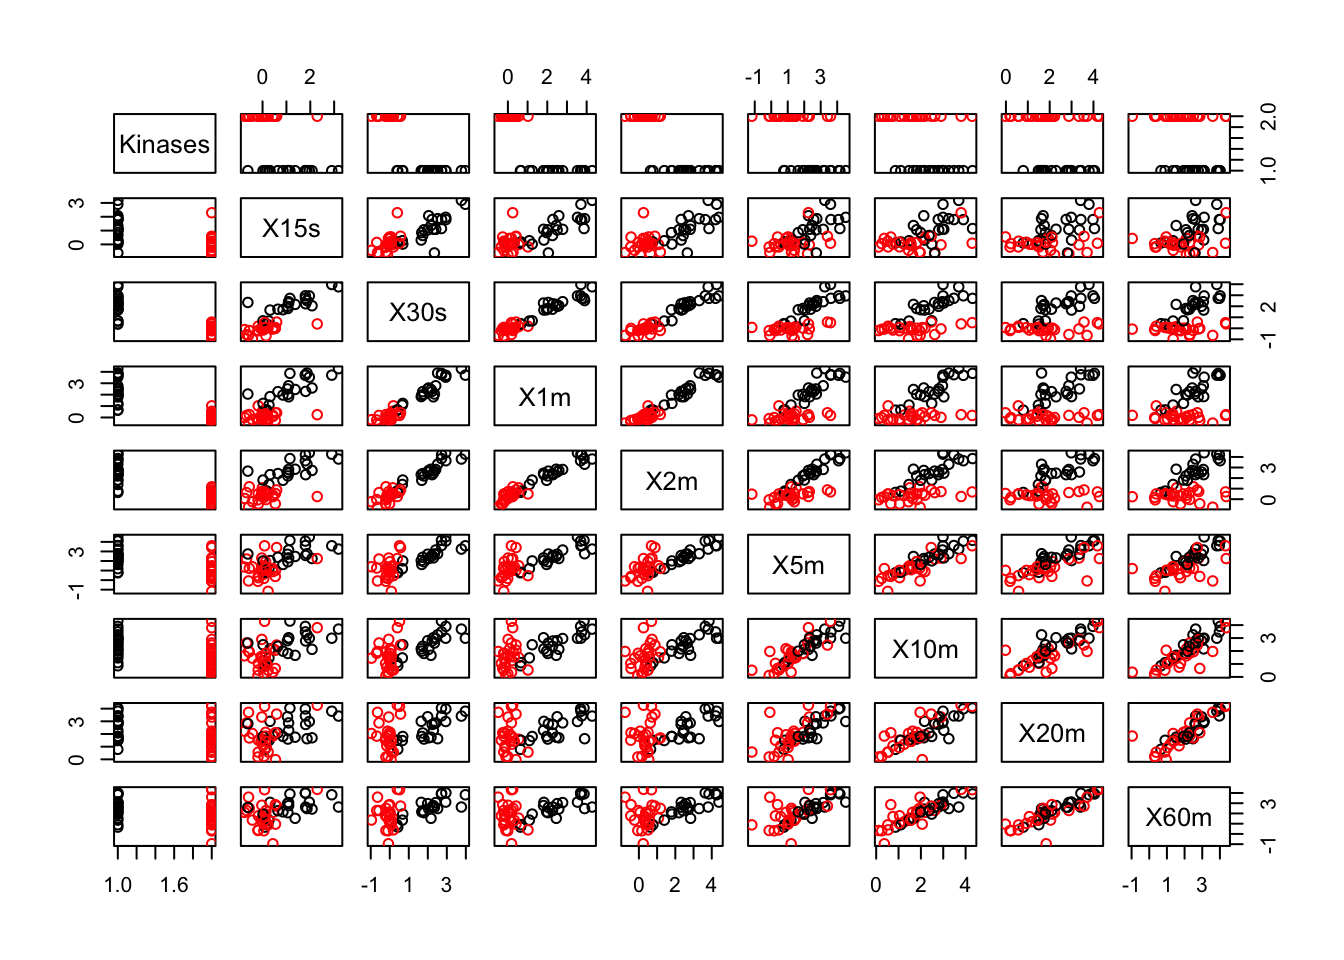 0 2 0 2 4 -1 1 3 0 2 4
Kinases 1.0 2.0
0 3 X15s
X30s -1 2
0 3 X1m
X2m 0 3
-1 3 X5m
X10m 0 3
0 3 X20m
X60m -1 3
1.0 1.6 -1 1 3 0 2 4 0 2 4 -1 1 3